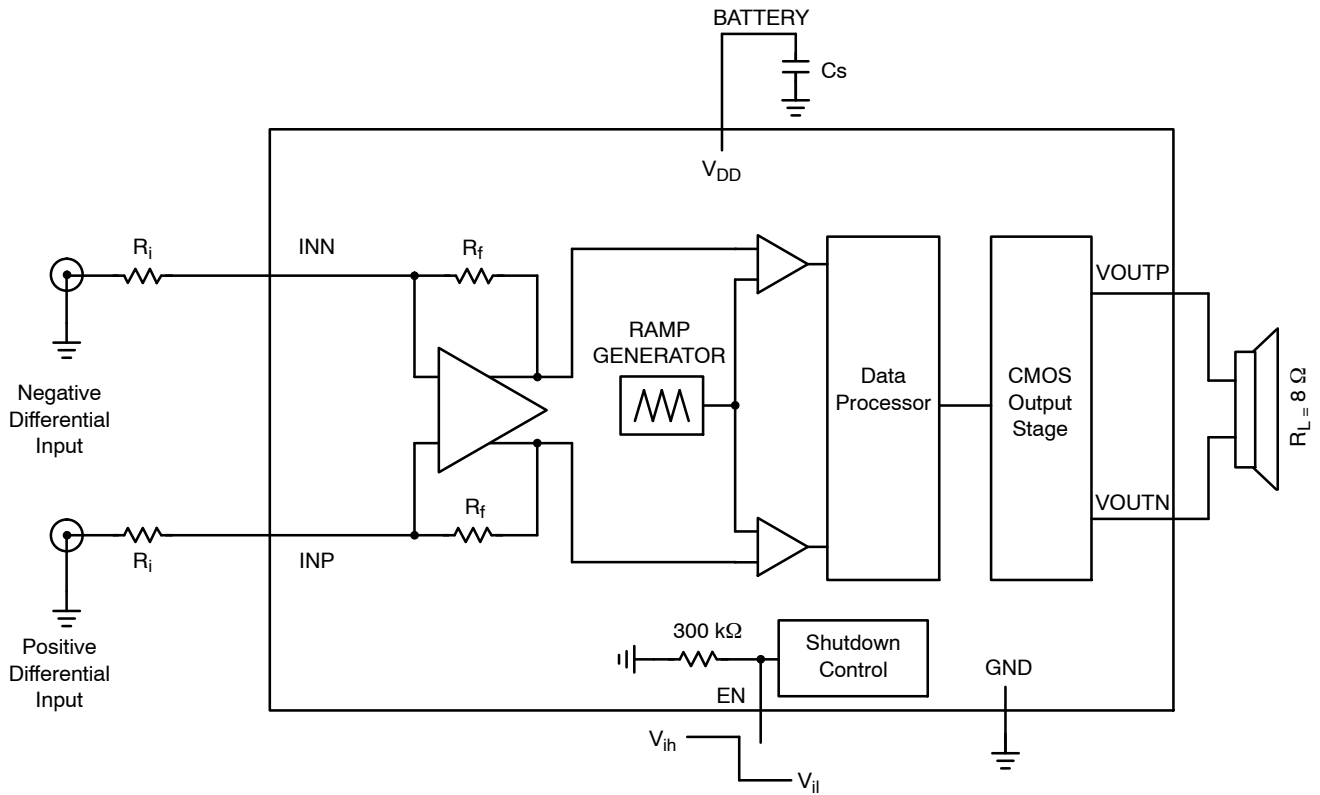 BATTERY
Cs
VDD
Ri
INN
Rf
VOUTP
RAMP
GENERATOR
Negative
Differential
Input
Data
Processor
CMOS
Output
Stage
RL = 8 Ω
Rf
VOUTN
Ri
INP
Positive
Differential
Input
300 kΩ
Shutdown
Control
EN
GND
Vih
Vil